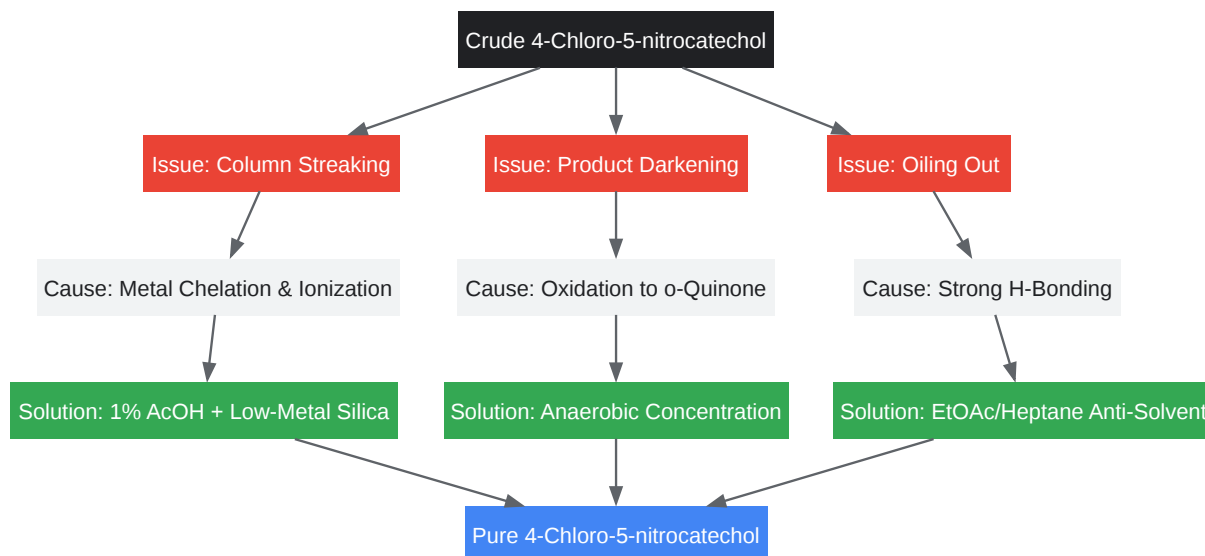 Crude 4-Chloro-5-nitrocatechol
Issue: Column Streaking
Issue: Product Darkening
Issue: Oiling Out
Cause: Metal Chelation & Ionization
Cause: Oxidation to o-Quinone
Cause: Strong H-Bonding
Solution: 1% AcOH + Low-Metal Silica
Solution: Anaerobic Concentration
Solution: EtOAc/Heptane Anti-Solvent
Pure 4-Chloro-5-nitrocatechol